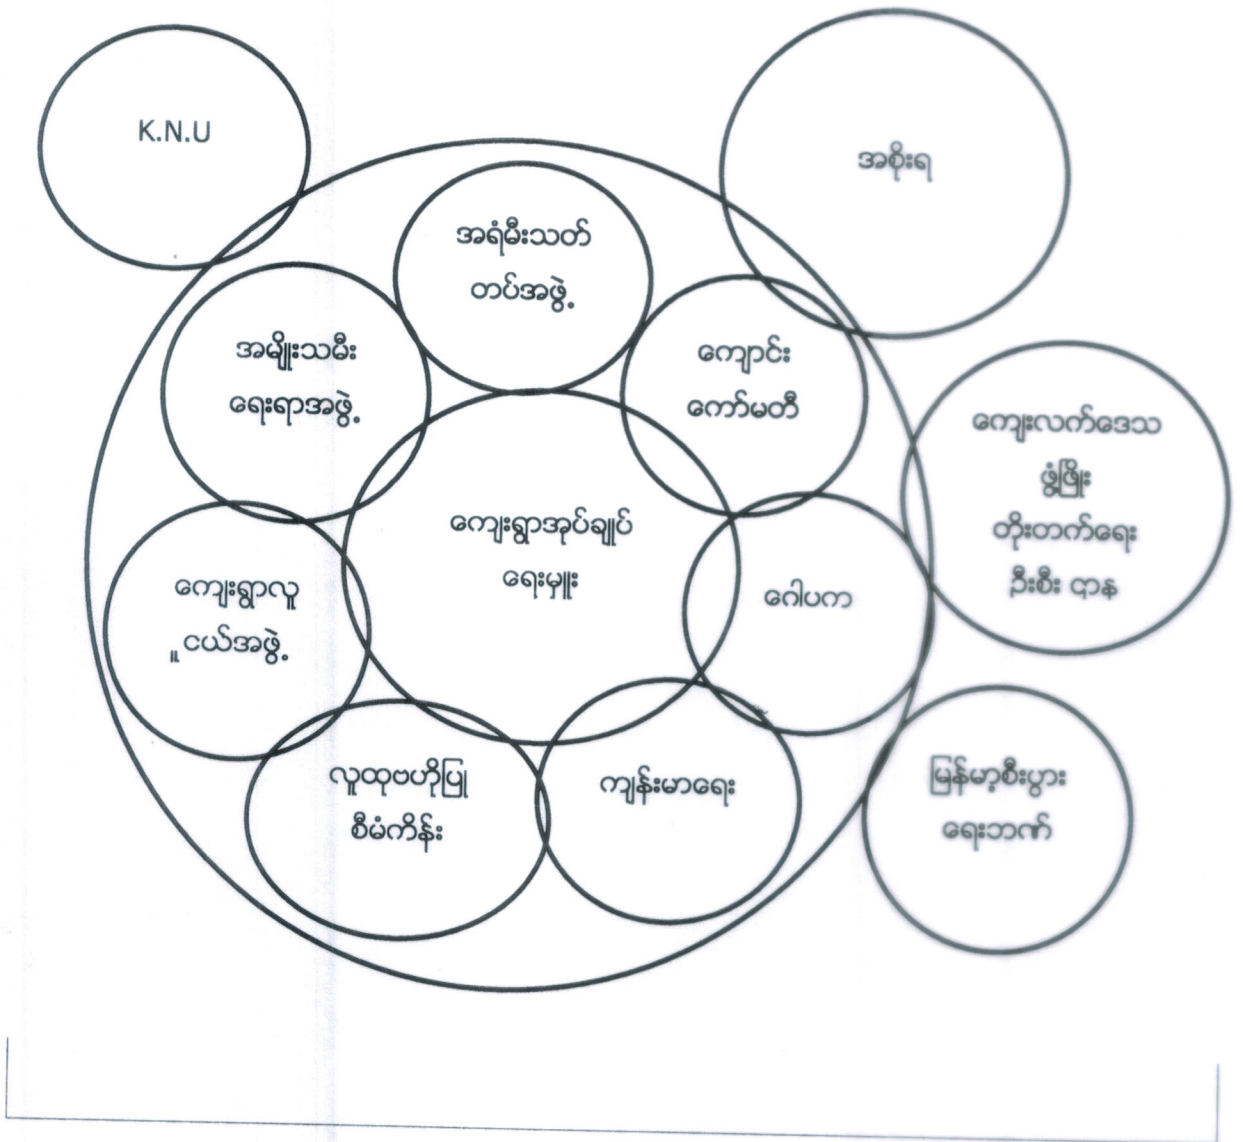 K.N.U
အစိုးရ
အရံမီးသတ်
တပ်အဖွဲ့
အမျိုးသမီး
ရေးရာအဖွဲ့
ကျောင်း
ကော်မတီ
ကျေးလက်ဒေသ
ဖွံ့ဖြိုး
တိုးတက်ရေး
ဦးစီး ဌာန
ကျေးရွာအုပ်ချုပ်
ရေးမှူး
ကျေးရွာလူ
ူငယ်အဖွဲ့
ဂေါပက
လူထုဗဟိုပြု
စီမံကိန်း
ကျန်းမာရေး
မြန်မာ့စီးပွား
ရေးဘဏ်